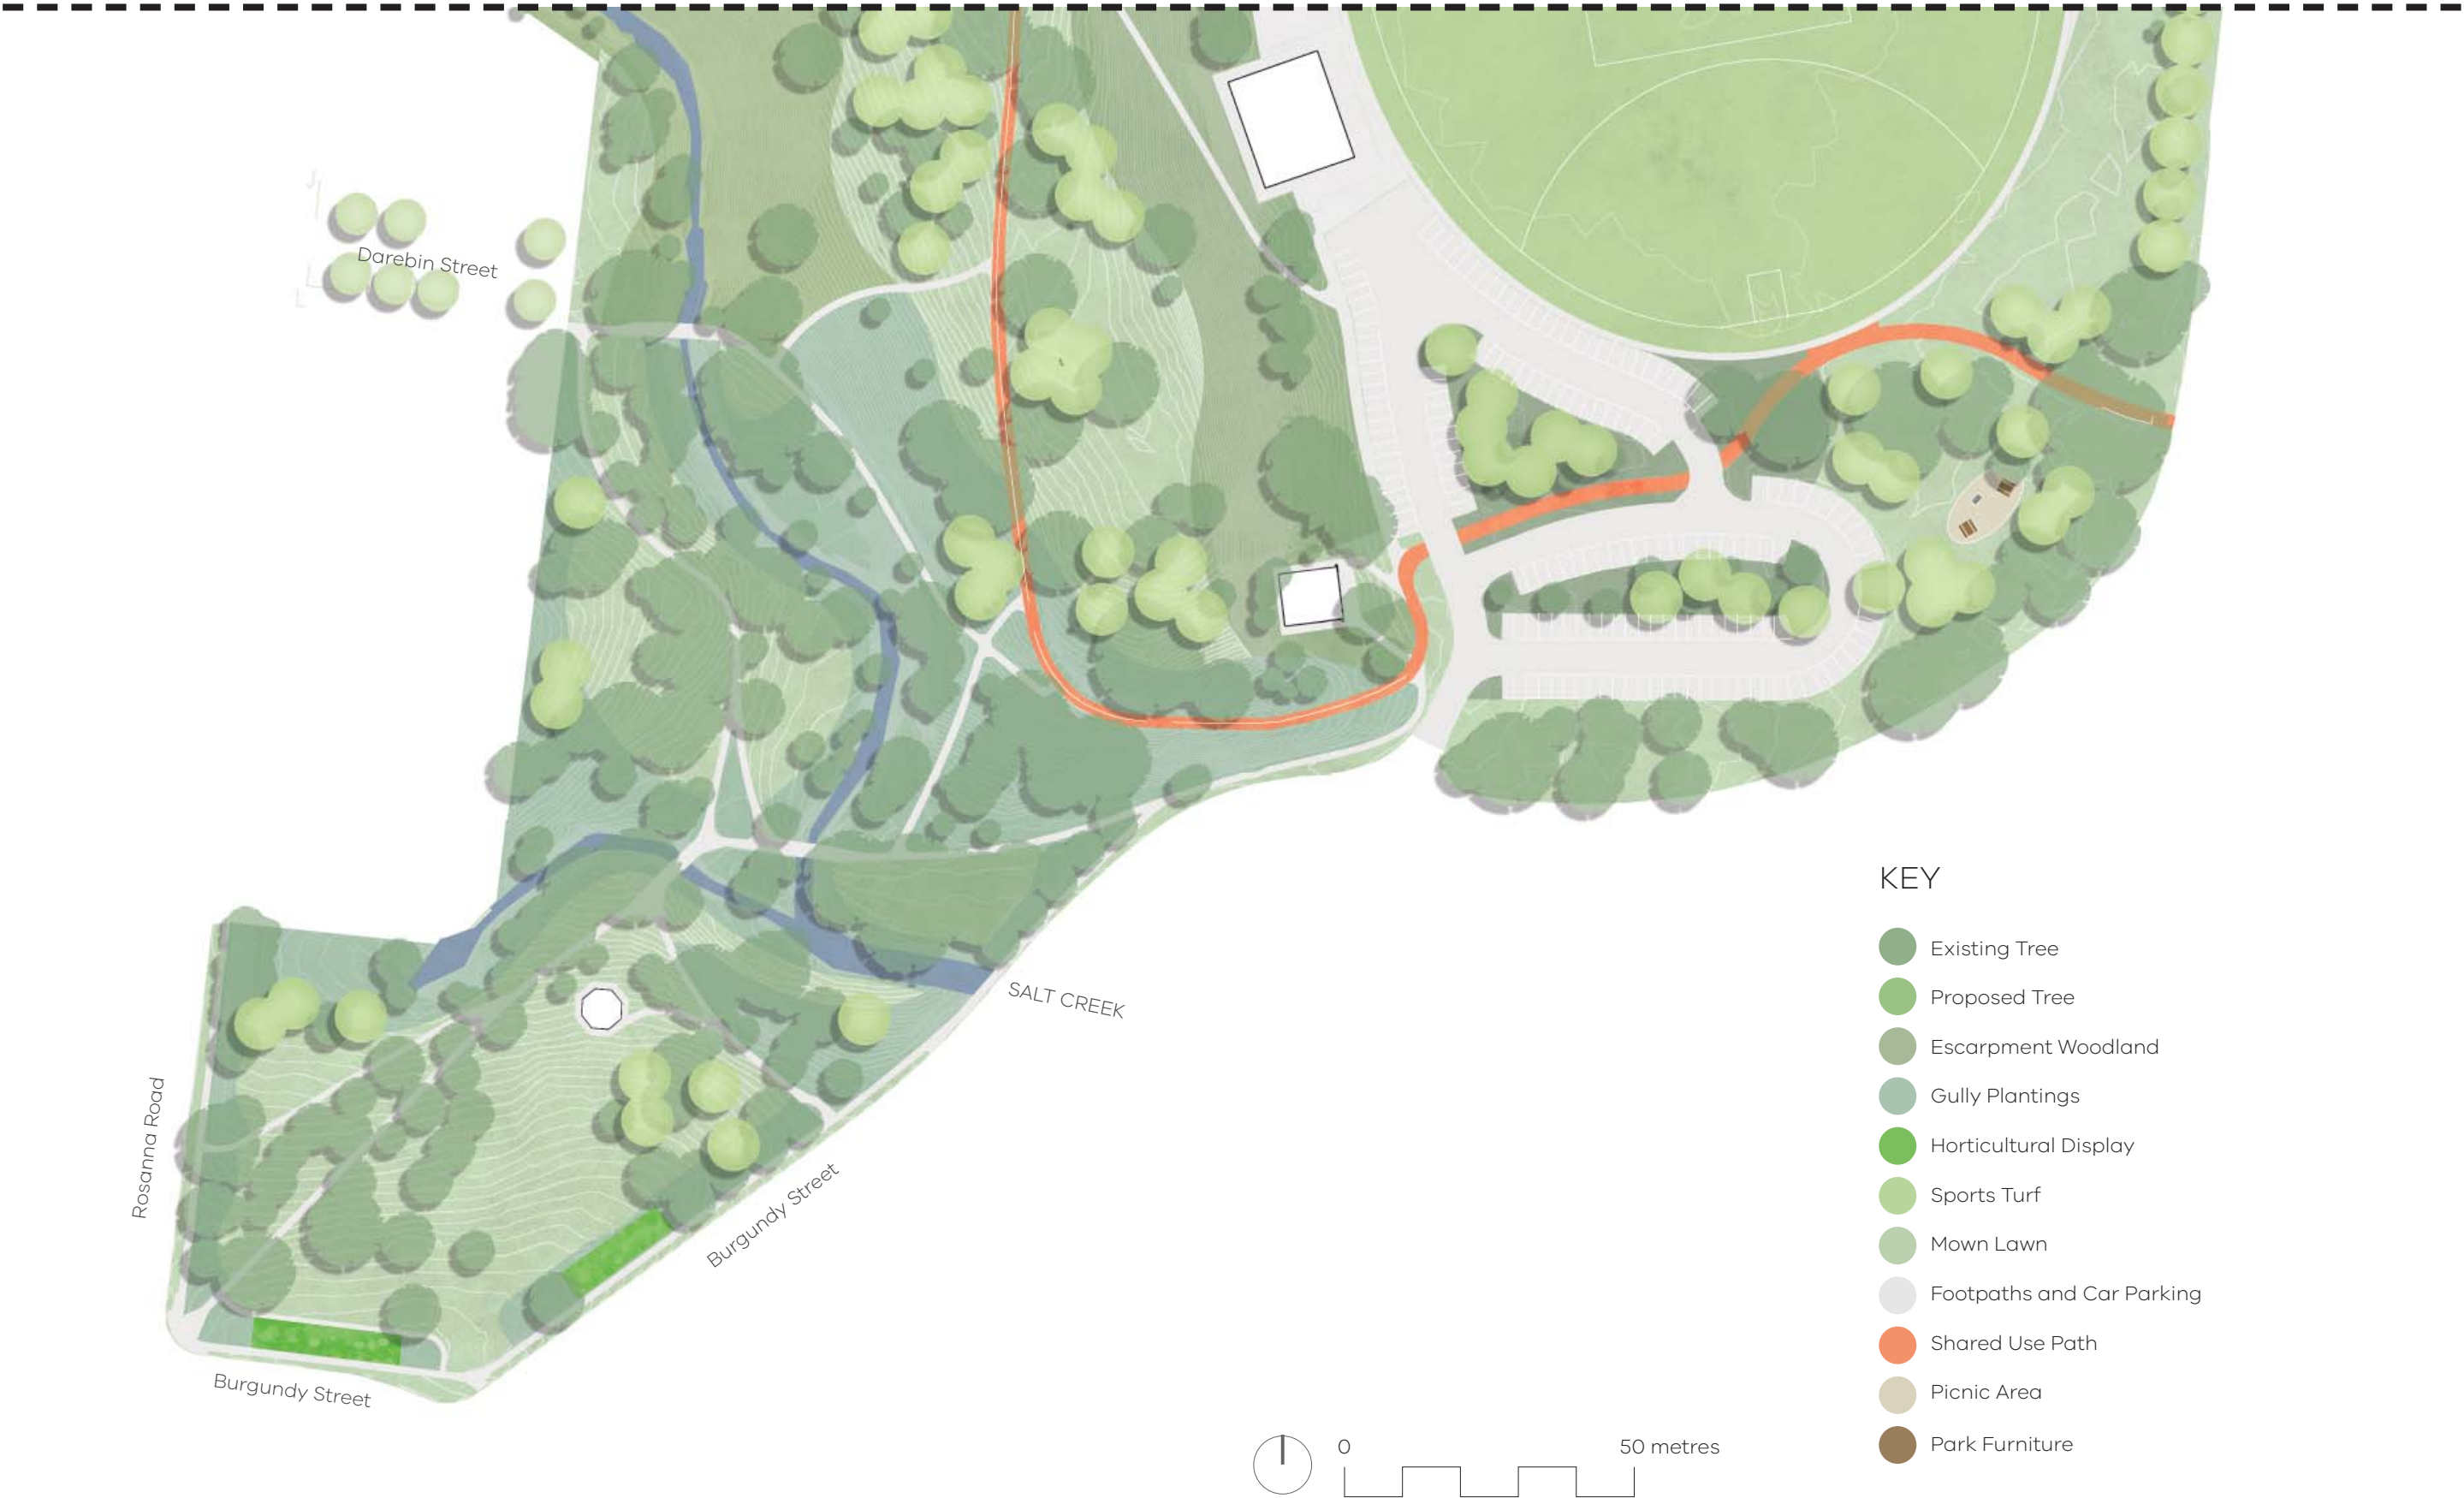 Darebin Street
SALT CREEK
Rosanna Road
Burgundy Street
Burgundy Street
KEY
Existing Tree
Proposed Tree
Escarpment Woodland
Gully Plantings
Horticultural Display
Sports Turf
Mown Lawn
Footpaths and Car Parking
Shared Use Path
Picnic Area
Park Furniture
0 50 metres